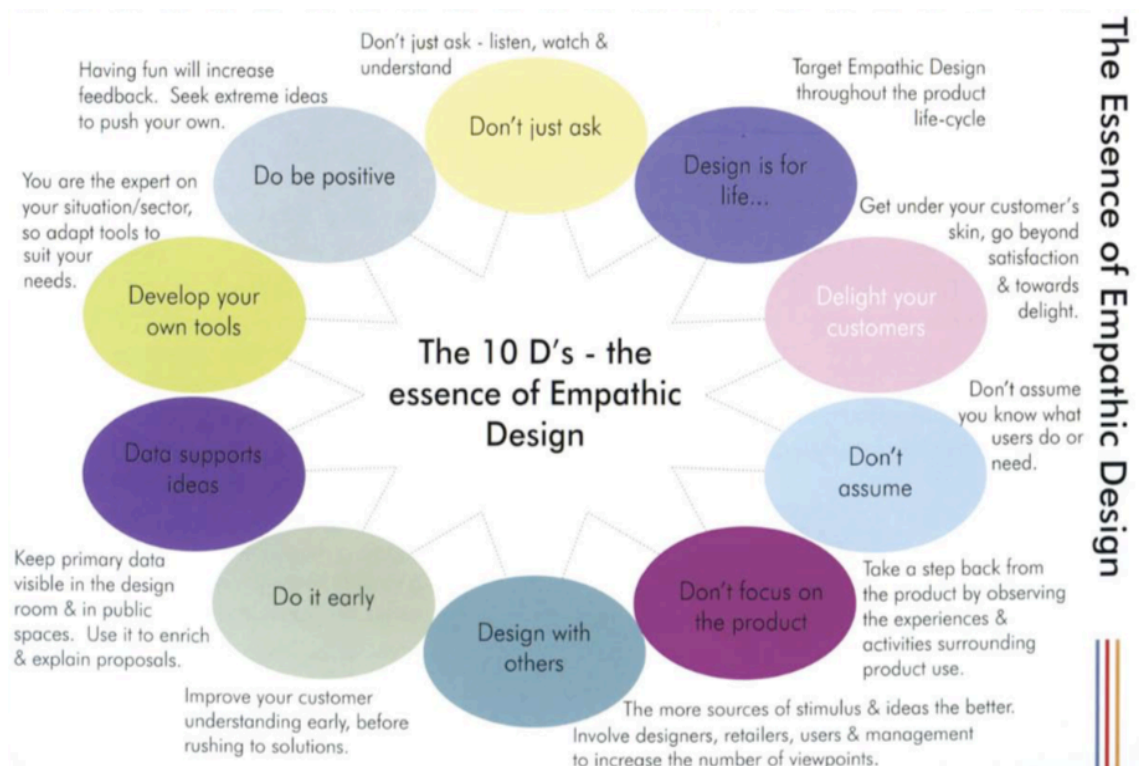 The Essence of Empathic Design
Don't just ask - listen, watch &
understand
Don't just ask
Target Empathic Design
throughout the product
life-cycle
Design is for
life...
Get under your customer's
skin, go beyond
satisfaction
& towards
delight.
Delight your
customers
Don't assume
you know what
users do or
need.
Don't
assume
Take a step back from
the product by observing
the experiences &
activities surrounding
product use.
Don't focus on
the product
The more sources of stimulus & ideas the better.
Involve designers, retailers, users & management
to increase the number of viewpoints.
Design with
others
Improve your customer
understanding early, before
rushing to solutions.
Do it early
Keep primary data
visible in the design
room & in public
spaces. Use it to enrich
& explain proposals.
Data supports
ideas
You are the expert on
your situation/sector,
so adapt tools to
suit your
needs.
Develop your
own tools
Having fun will increase
feedback. Seek extreme ideas
to push your own.
Do be positive
The 10 D's - the
essence of Empathic
Design